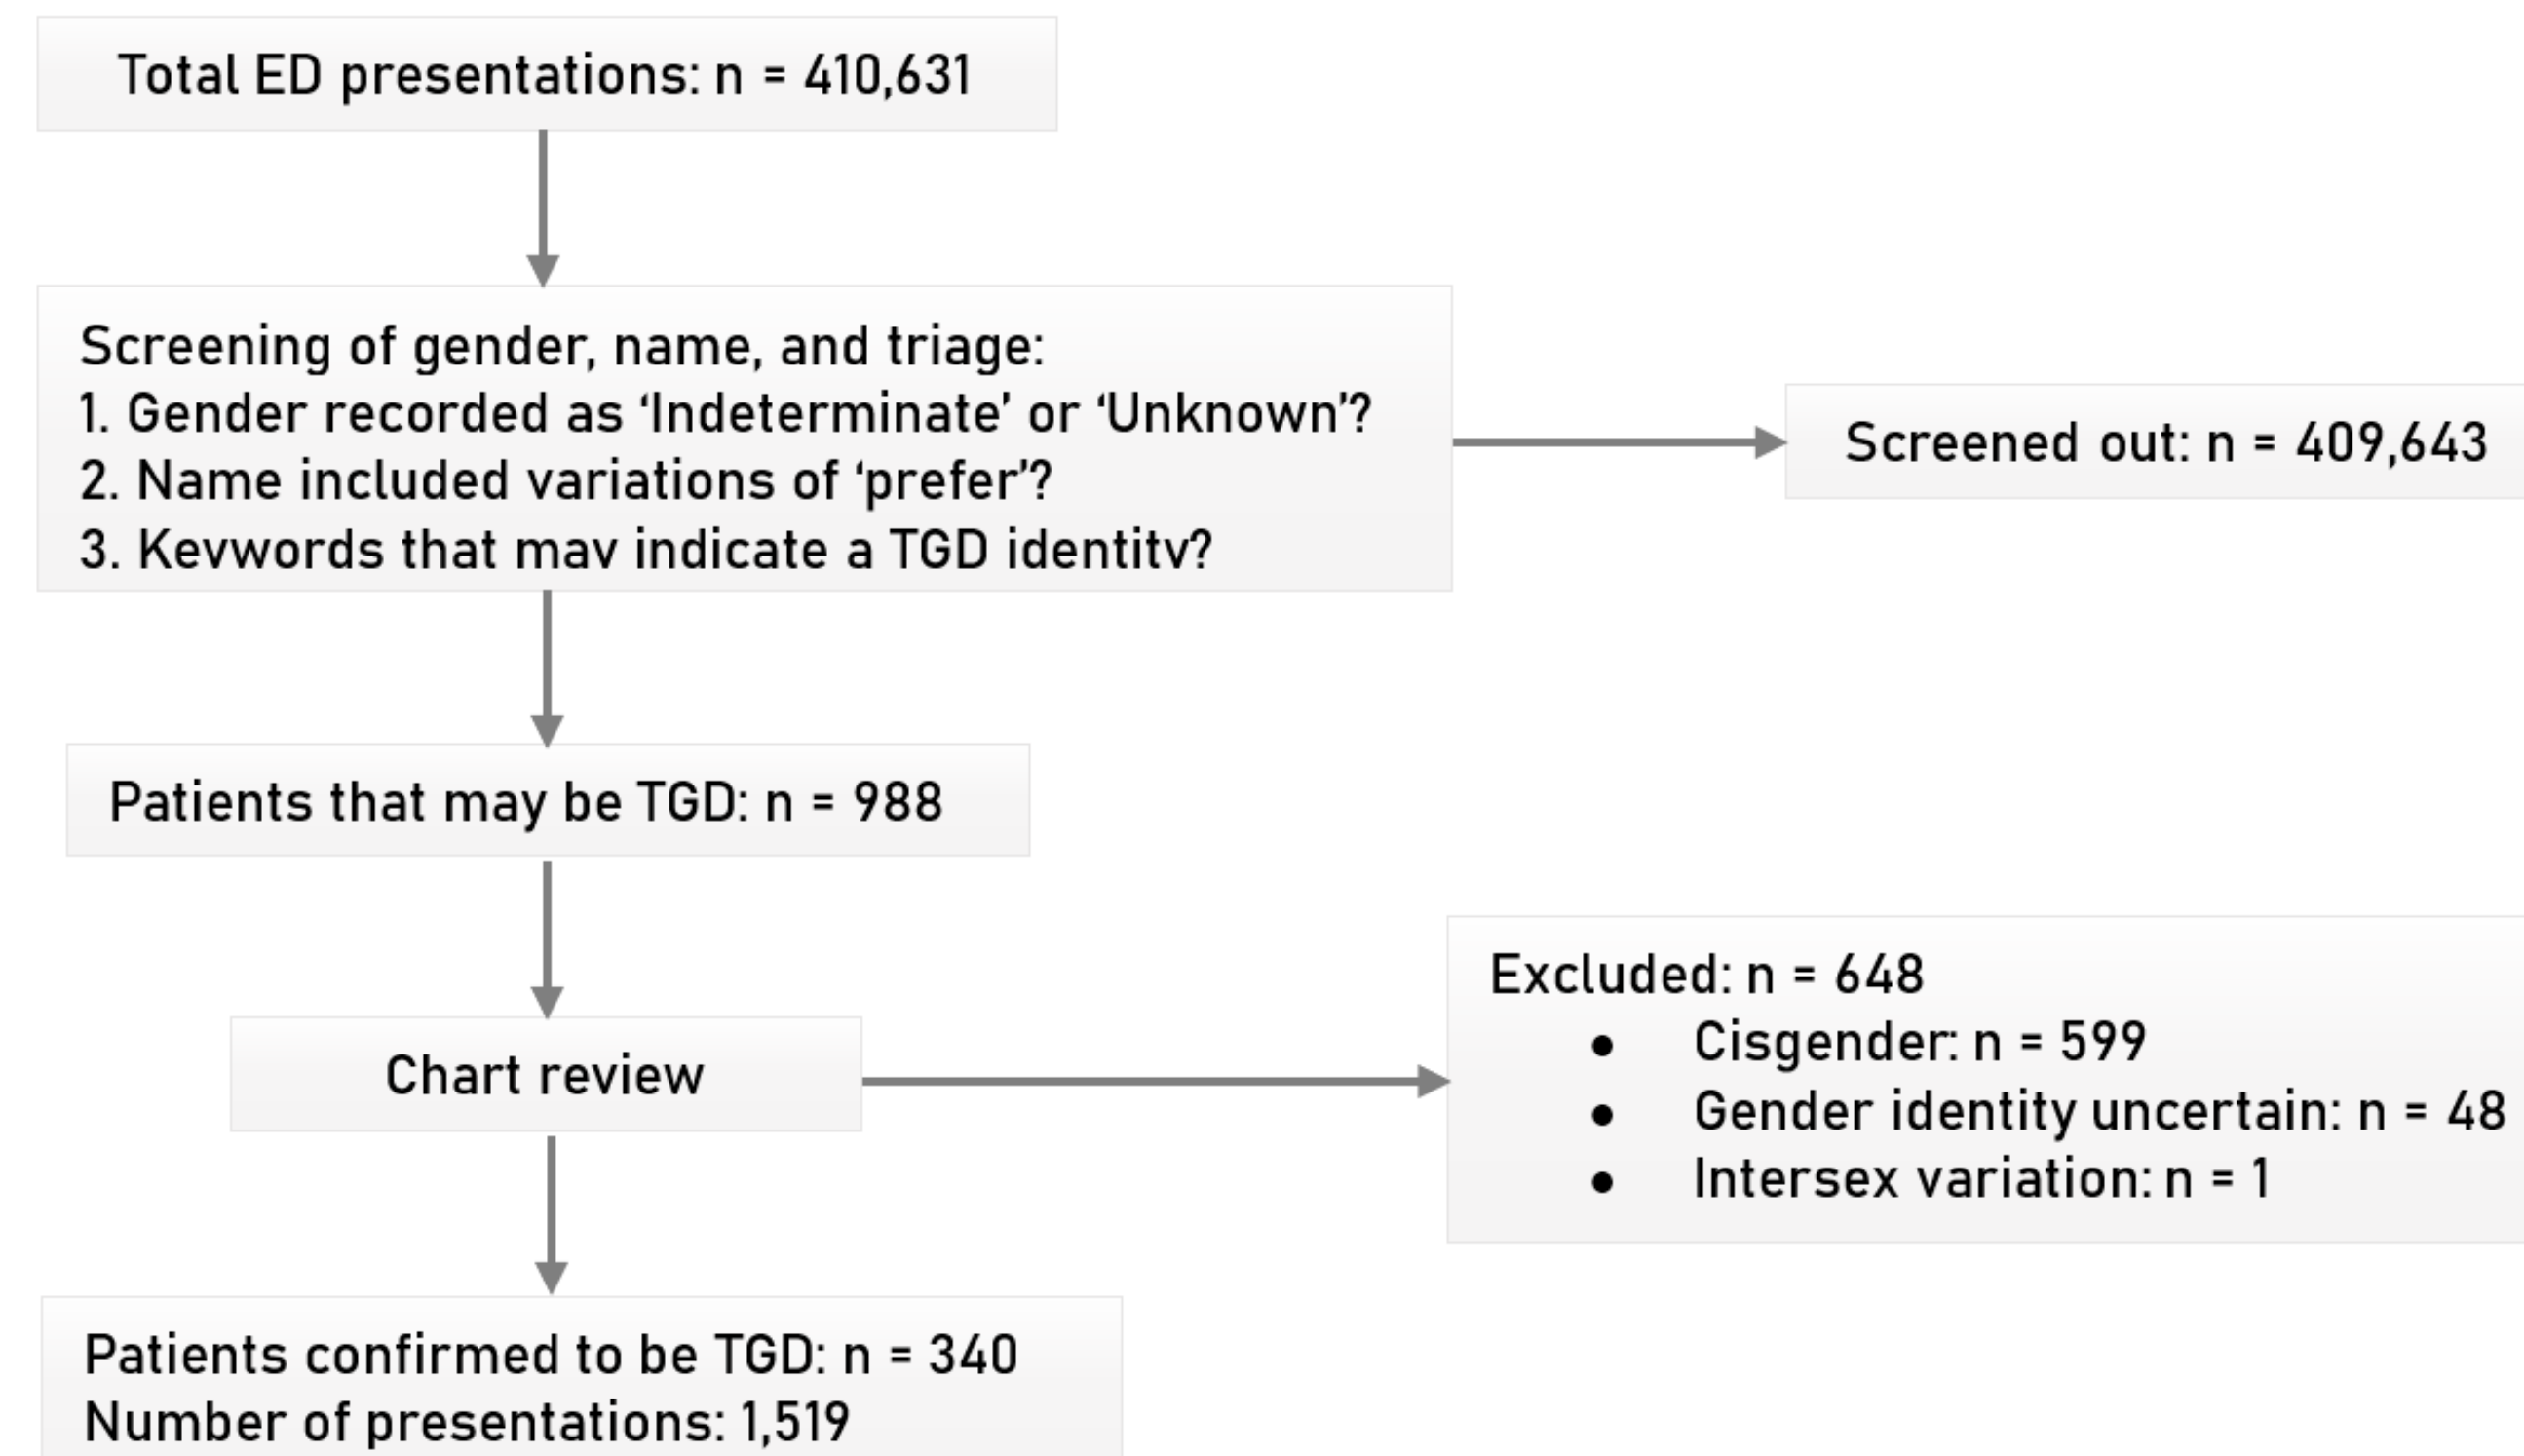 Total ED presentations: n = 410,631
Screening of gender, name, and triage:
1. Gender recorded as ‘Indeterminate’ or ‘Unknown’?
2. Name included variations of ‘prefer’?
3. Keywords that may indicate a TGD identity?
Screened out: n = 409,643
Patients that may be TGD: n = 988
Chart review
Excluded: n = 648
• Cisgender: n = 599
• Gender identity uncertain: n = 48
• Intersex variation: n = 1
Patients confirmed to be TGD: n = 340
Number of presentations: 1,519